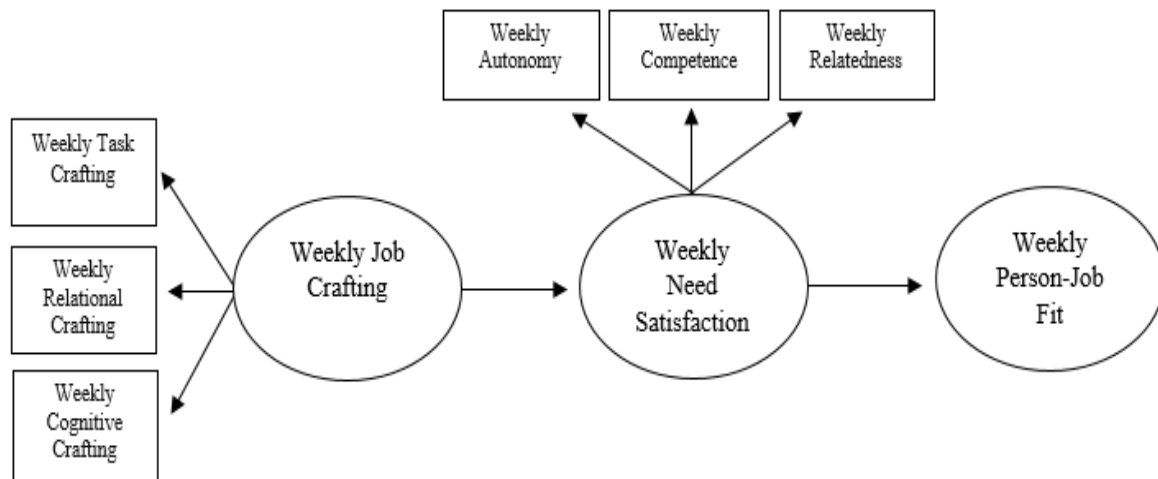 Weekly
Autonomy
Weekly
Competence
Weekly
Relatedness
Weekly Task
Crafting
Weekly
Relational
Crafting
Weekly
Cognitive
Crafting
Weekly Job
Crafting
Weekly
Need
Satisfaction
Weekly
Person-Job
Fit